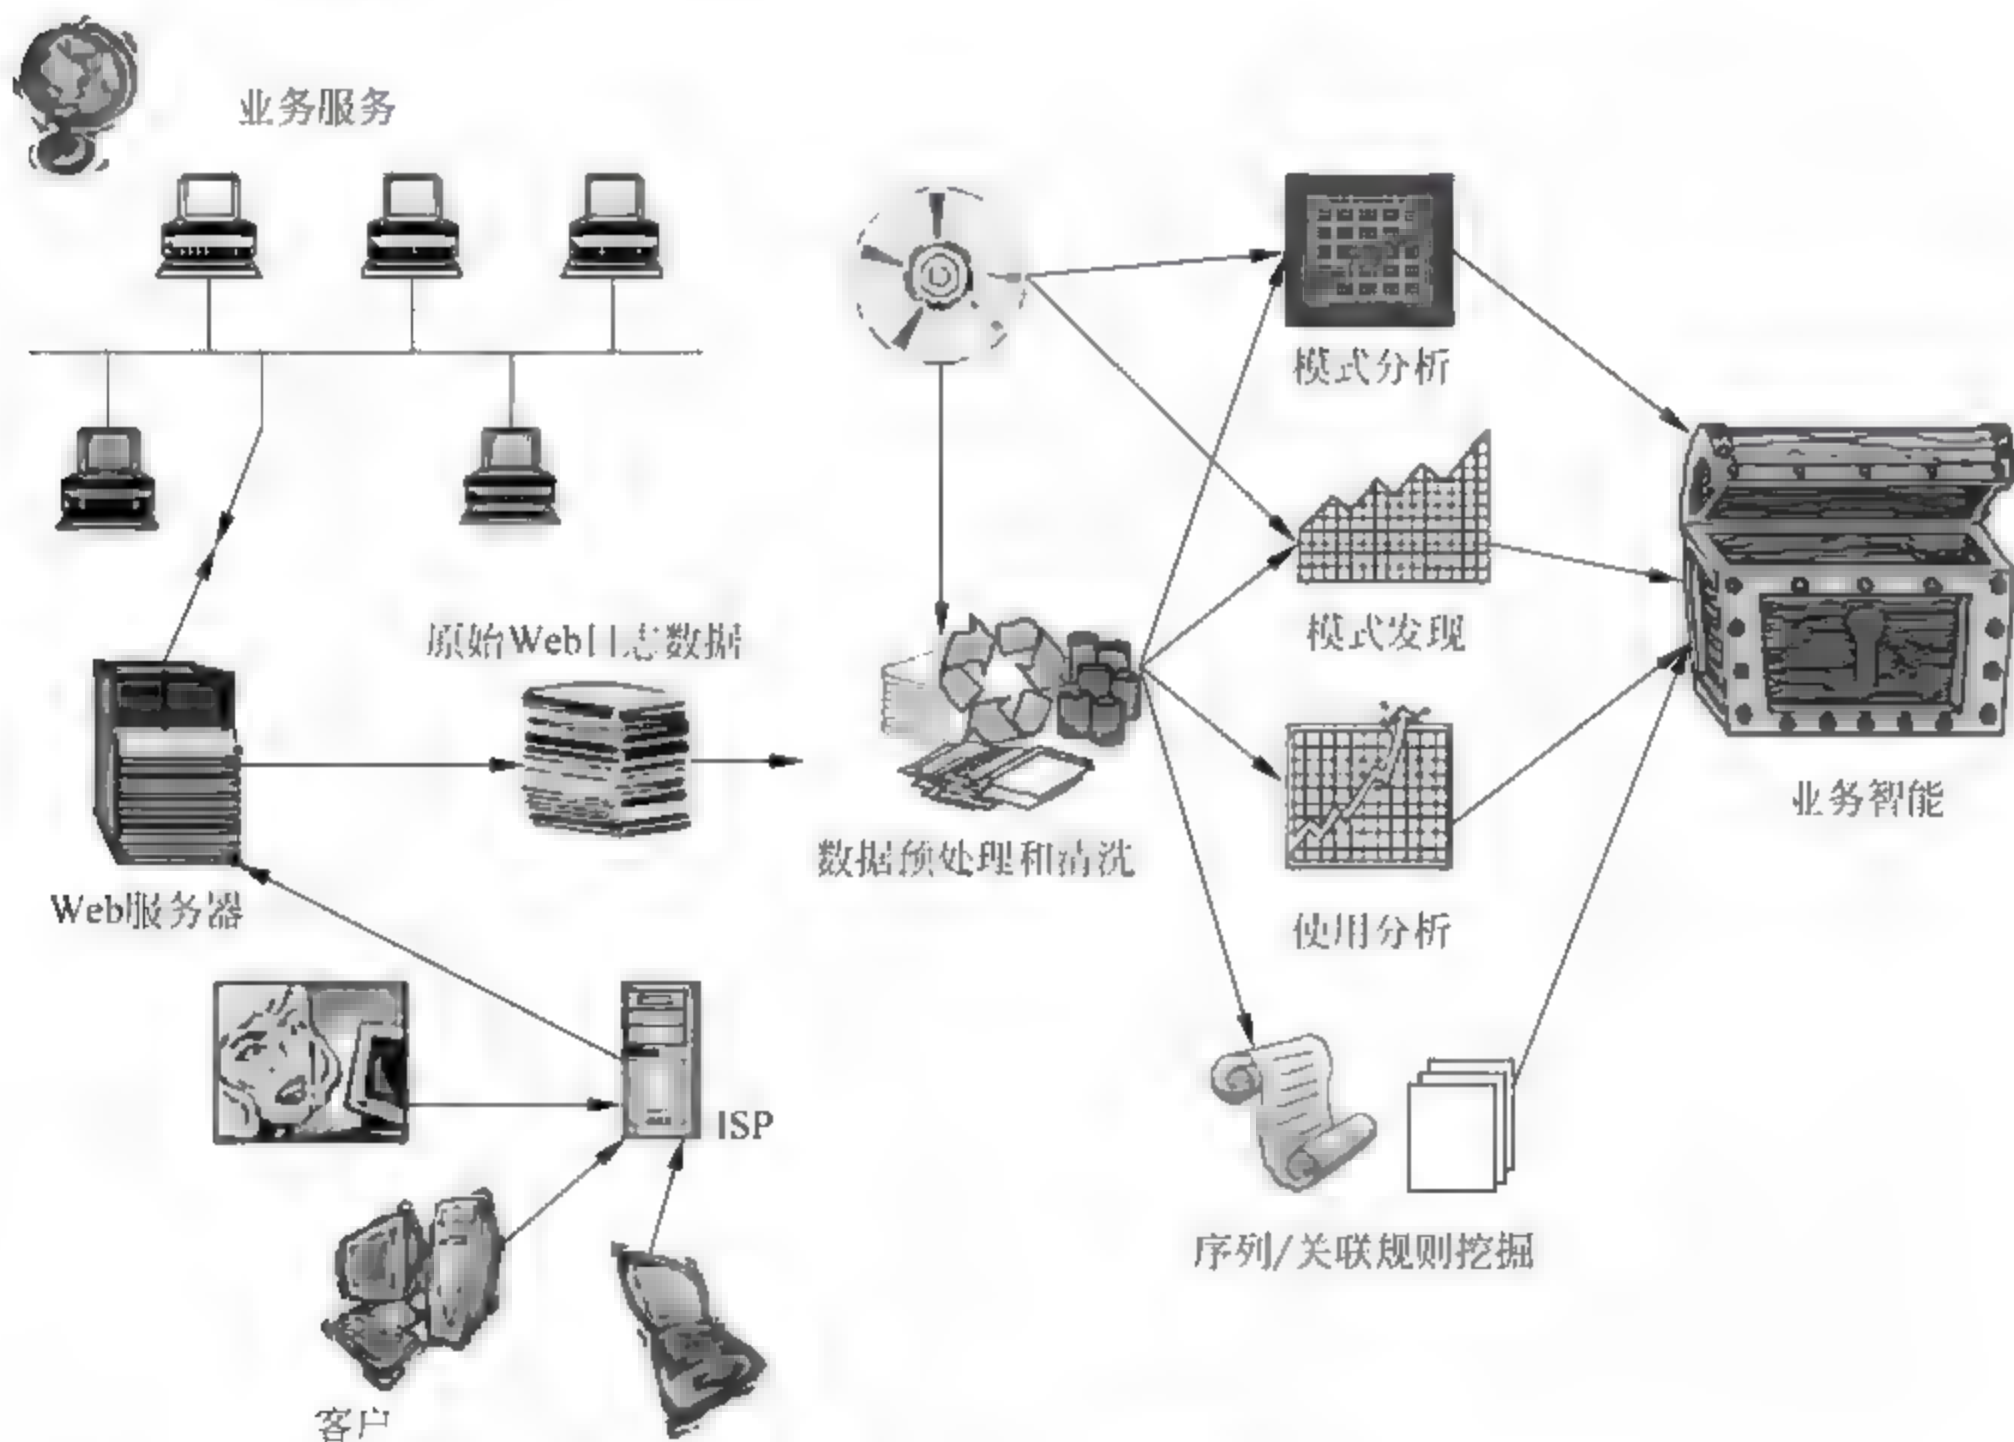 业务服务
模式分析
原始Web日志数据
模式发现
业务智能
数据预处理和清洗
Web服务器
使用分析
ISP
序列/关联规则挖掘
客户